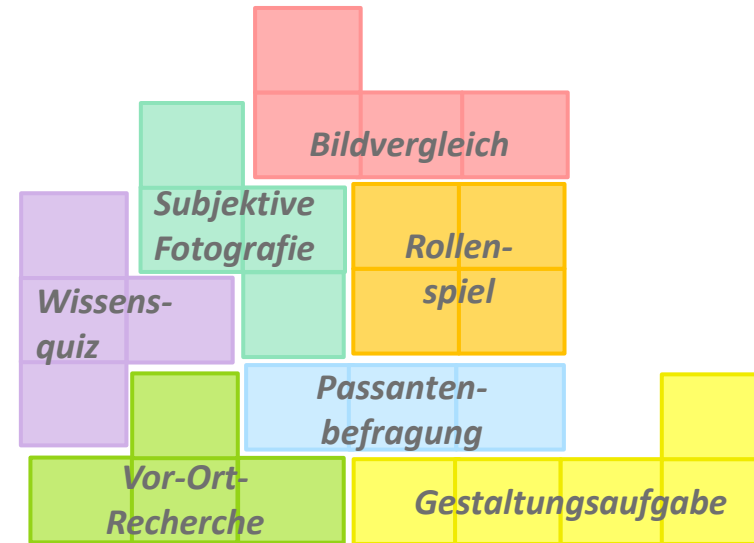 Bildvergleich
Subjektive
Fotografie
Rollen-
spiel
Wissens-
quiz
Passanten-
befragung
Vor-Ort-
Recherche
Gestaltungsaufgabe